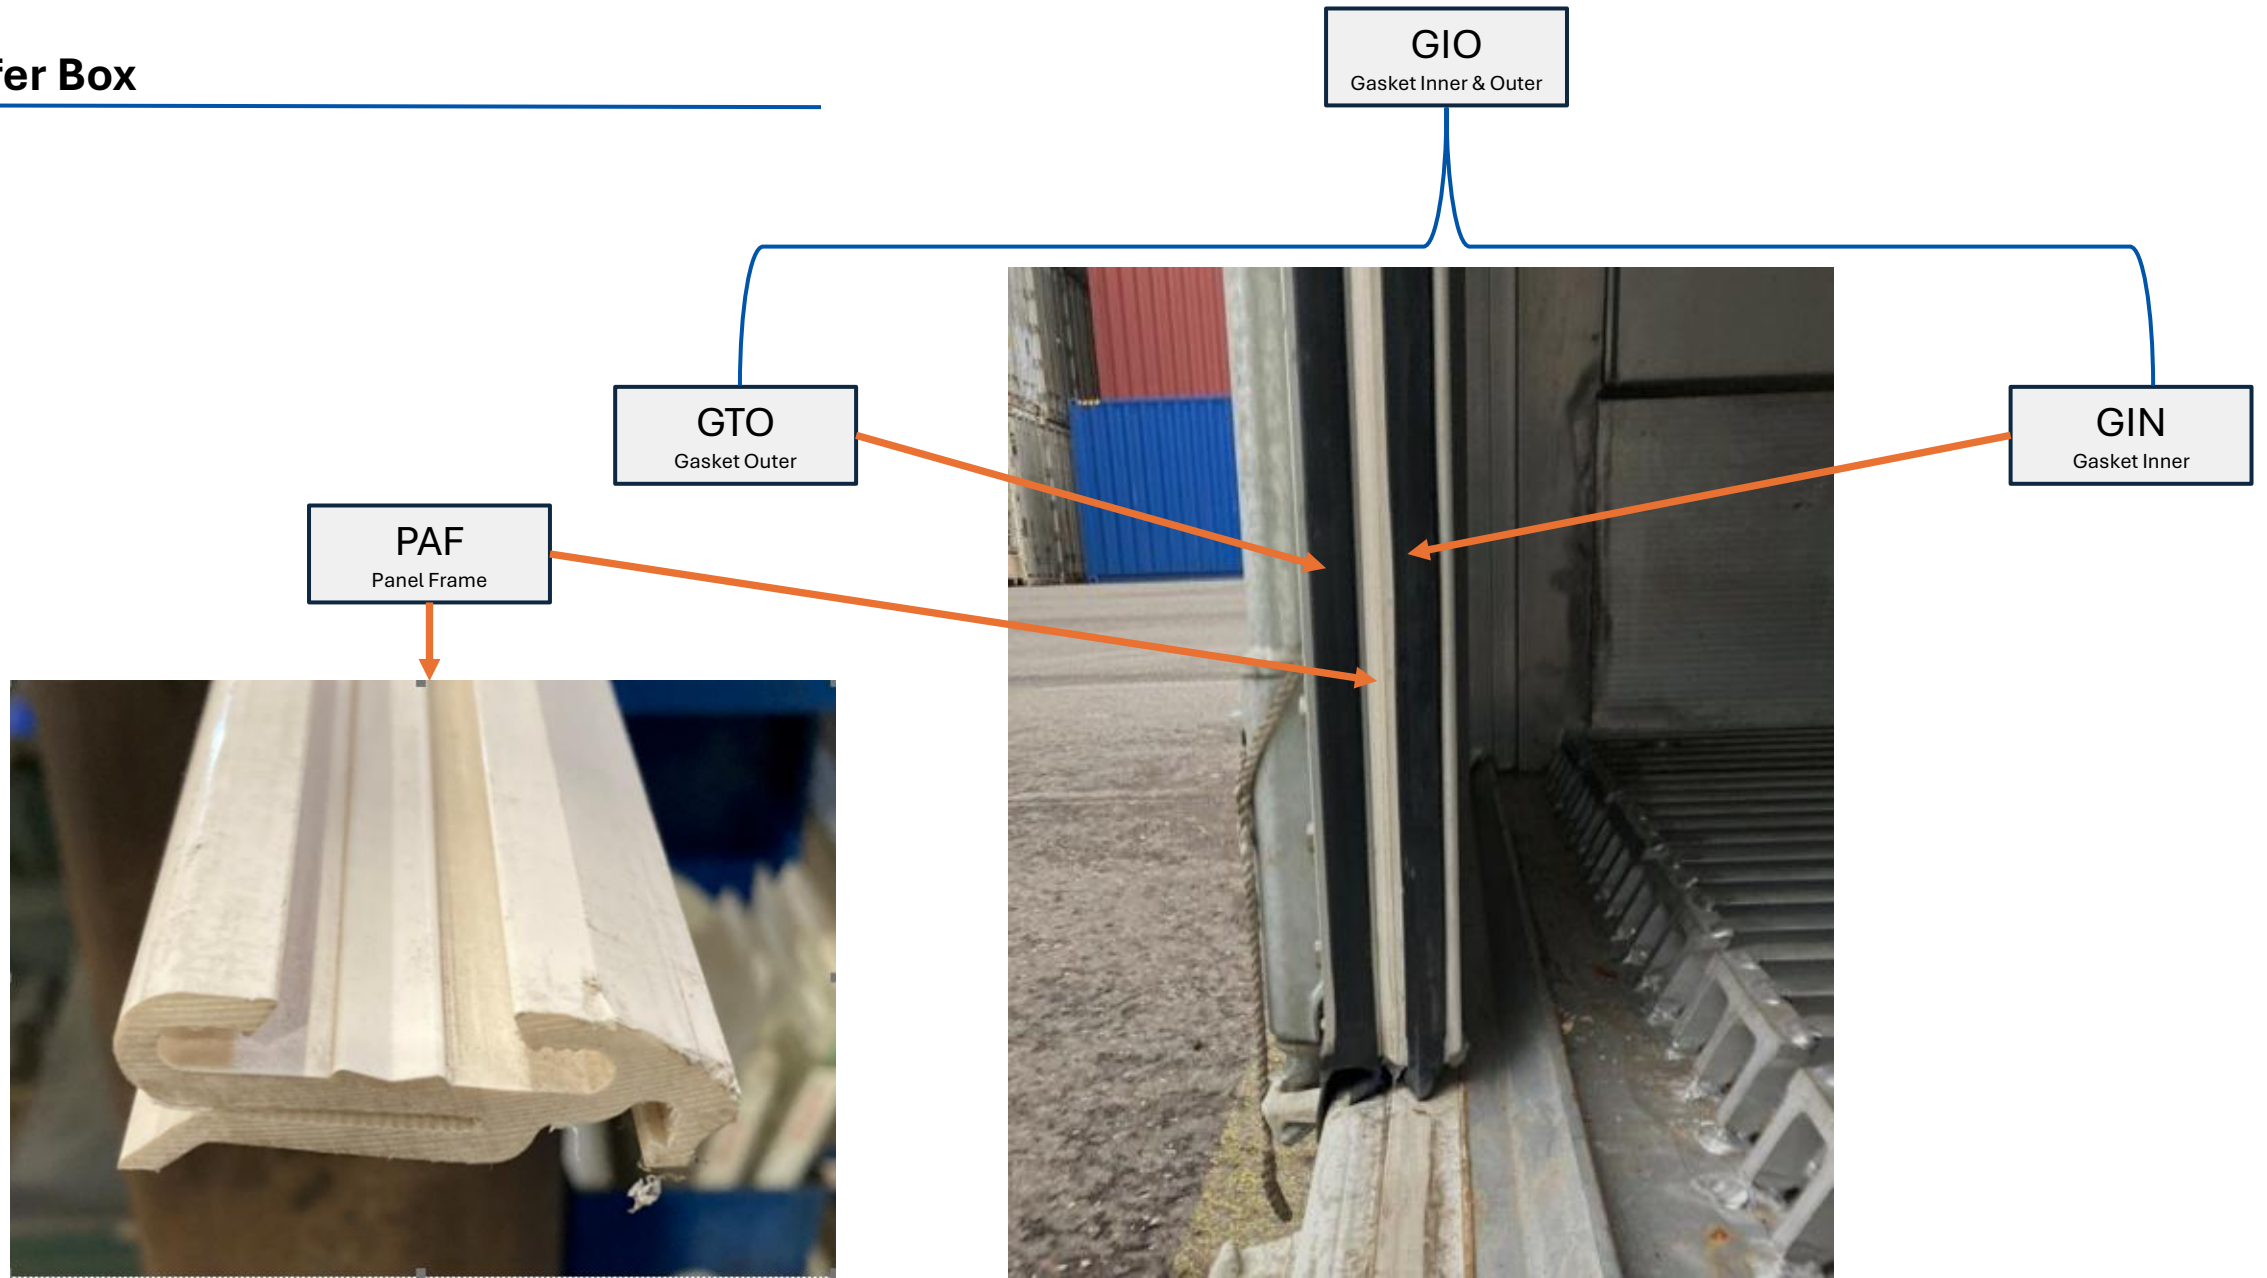 GIO
Gasket Inner & Outer
fer Box
GTO
Gasket Outer
GIN
Gasket Inner
PAF
Panel Frame